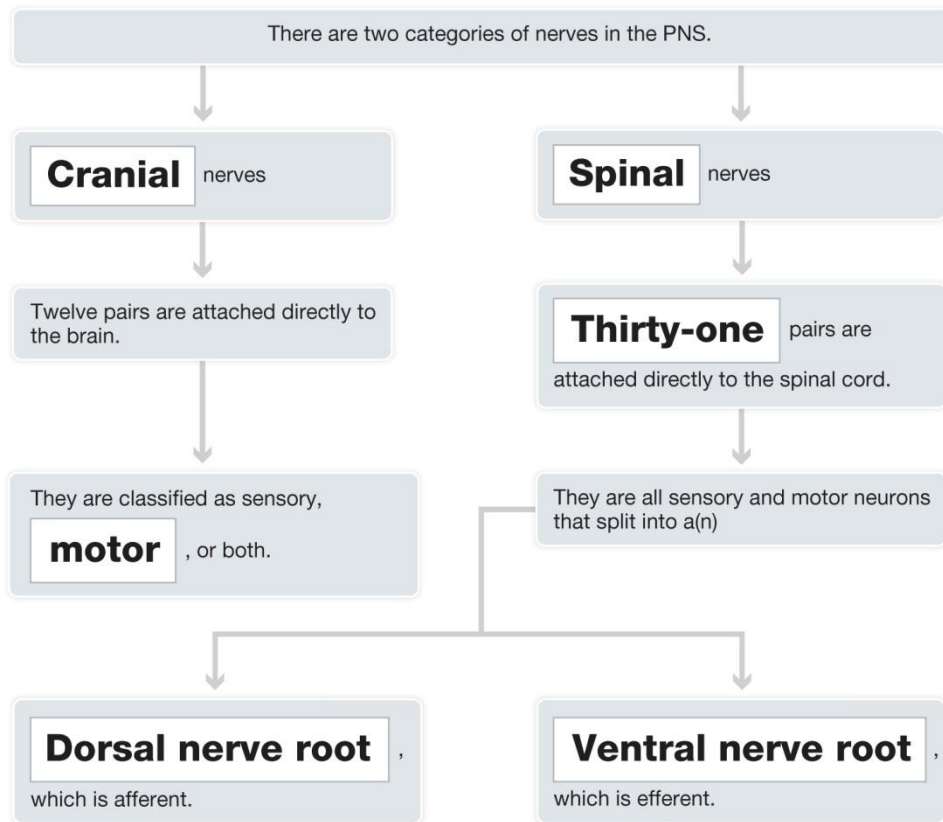 There are two categories of nerves in the PNS.
Cranial nerves
Spinal nerves
Twelve pairs are attached directly to
the brain.
Thirty-one pairs are
attached directly to the spinal cord.
They are classified as sensory,
motor , or both.
They are all sensory and motor neurons
that split into a(n)
Dorsal nerve root ,
which is afferent.
Ventral nerve root ,
which is efferent.